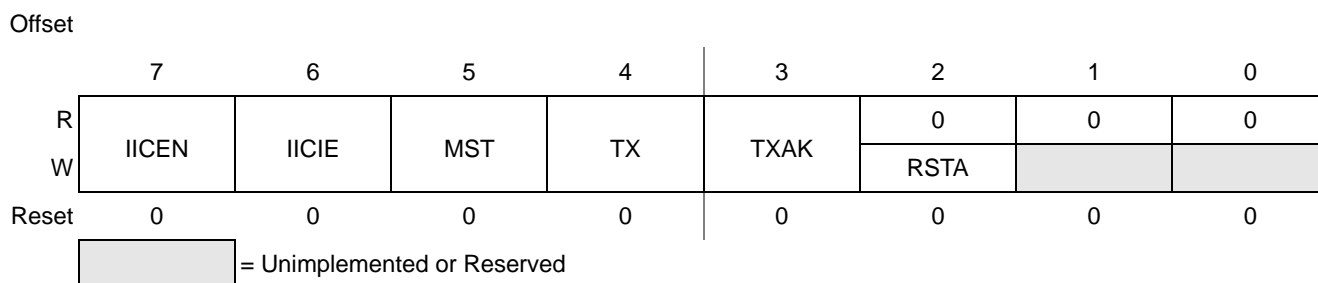 Offset
7 6 5 4 3 2 1 0
R 0 0 0
IICEN IICIE MST TX TXAK
W RSTA
Reset 0 0 0 0 0 0 0 0
= Unimplemented or Reserved